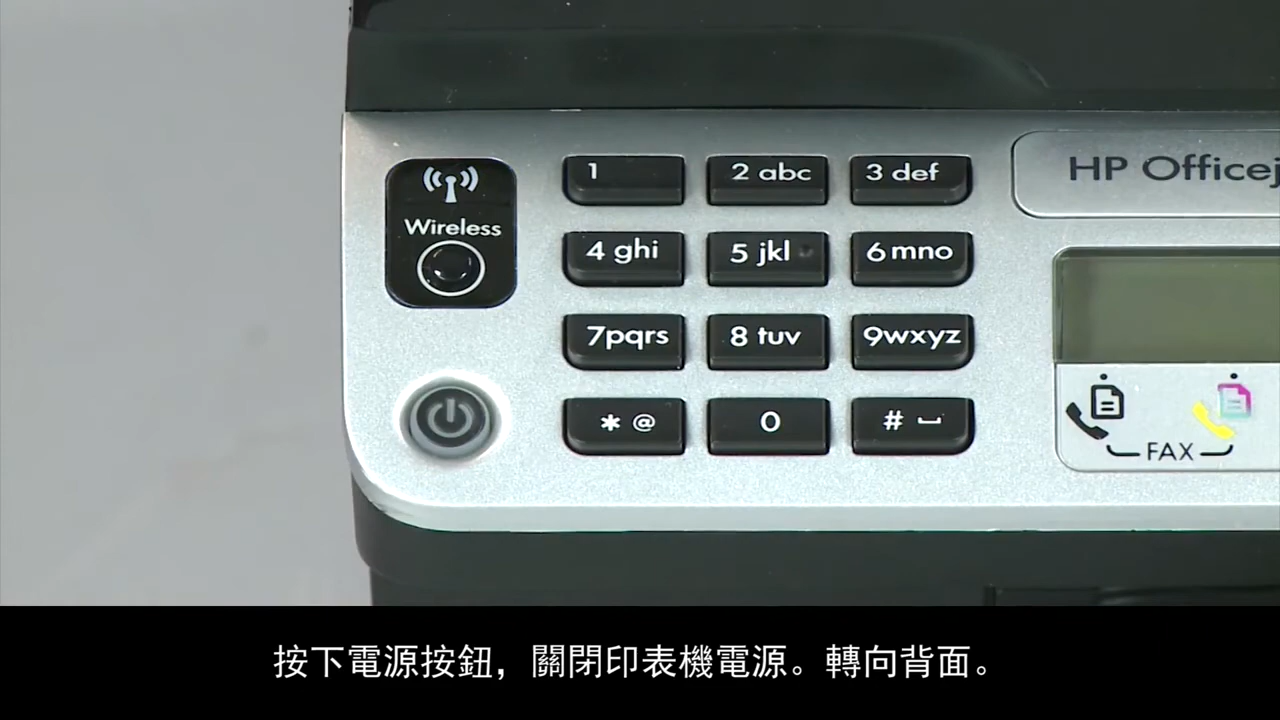 Wireless
1
2 abc
3 def
4 ghi
5 jkl
6 mno
7pqrs
8 tuv
9wxyz
* @
0
#
HP Officej
FAX
按下電源按鈕，關閉印表機電源。轉向背面。